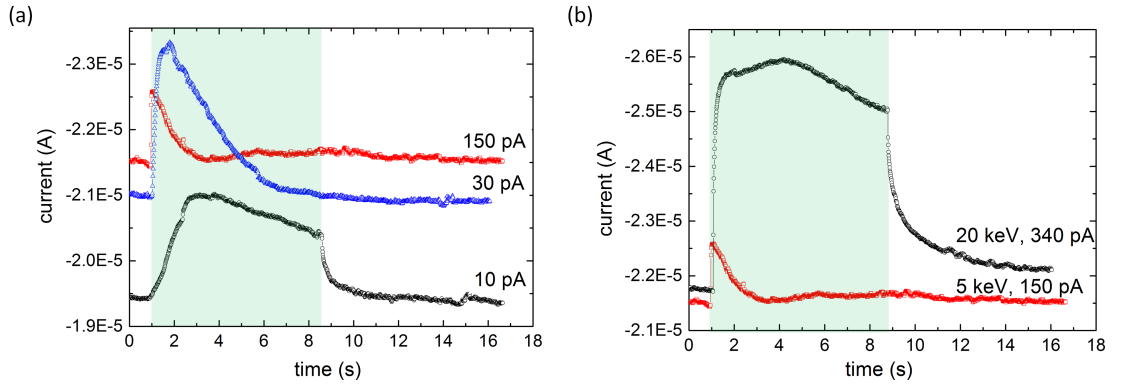 (a)
-2.3E-5
-2.2E-5
-2.1E-5
-2.0E-5
-1.9E-5
current (A)
150 pA
30 pA
10 pA
0 2 4 6 8 10 12 14 16 18
time (s)
(b)
-2.6E-5
-2.5E-5
-2.4E-5
-2.3E-5
-2.2E-5
-2.1E-5
current (A)
20 keV, 340 pA
5 keV, 150 pA
0 2 4 6 8 10 12 14 16 18
time (s)